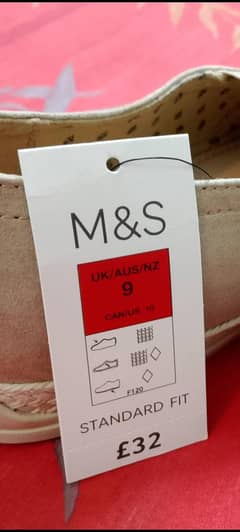 M&S
UK/AUS/NZ
9
CAN/US 10
F120
STANDARD FIT
£32